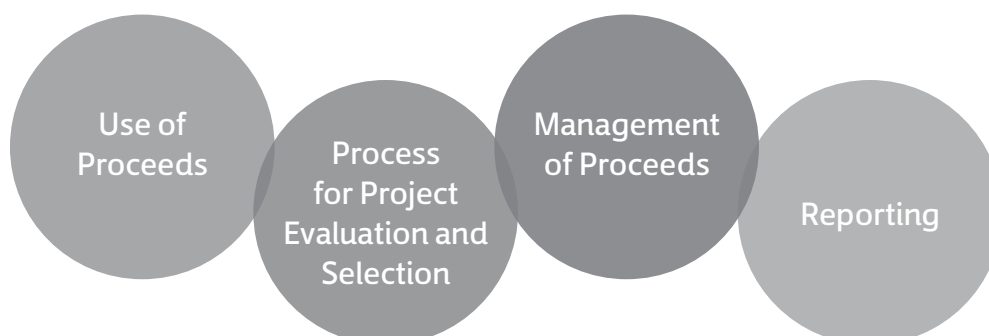 Use of
Proceeds
Process
for Project
Evaluation and
Selection
Management
of Proceeds
Reporting